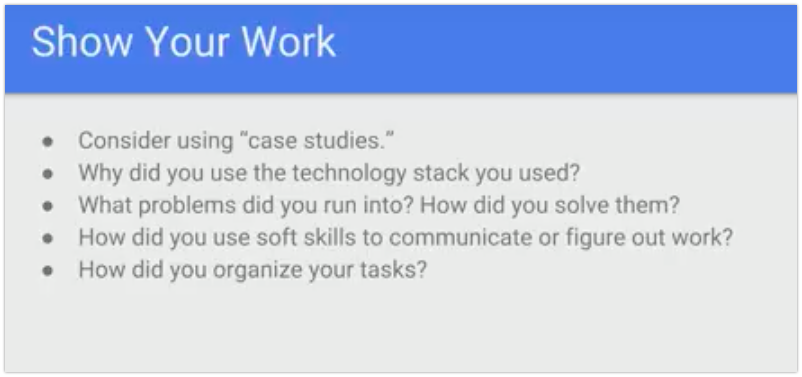 Show Your Work
● Consider using “case studies.”
● Why did you use the technology stack you used?
● What problems did you run into? How did you solve them?
● How did you use soft skills to communicate or figure out work?
● How did you organize your tasks?